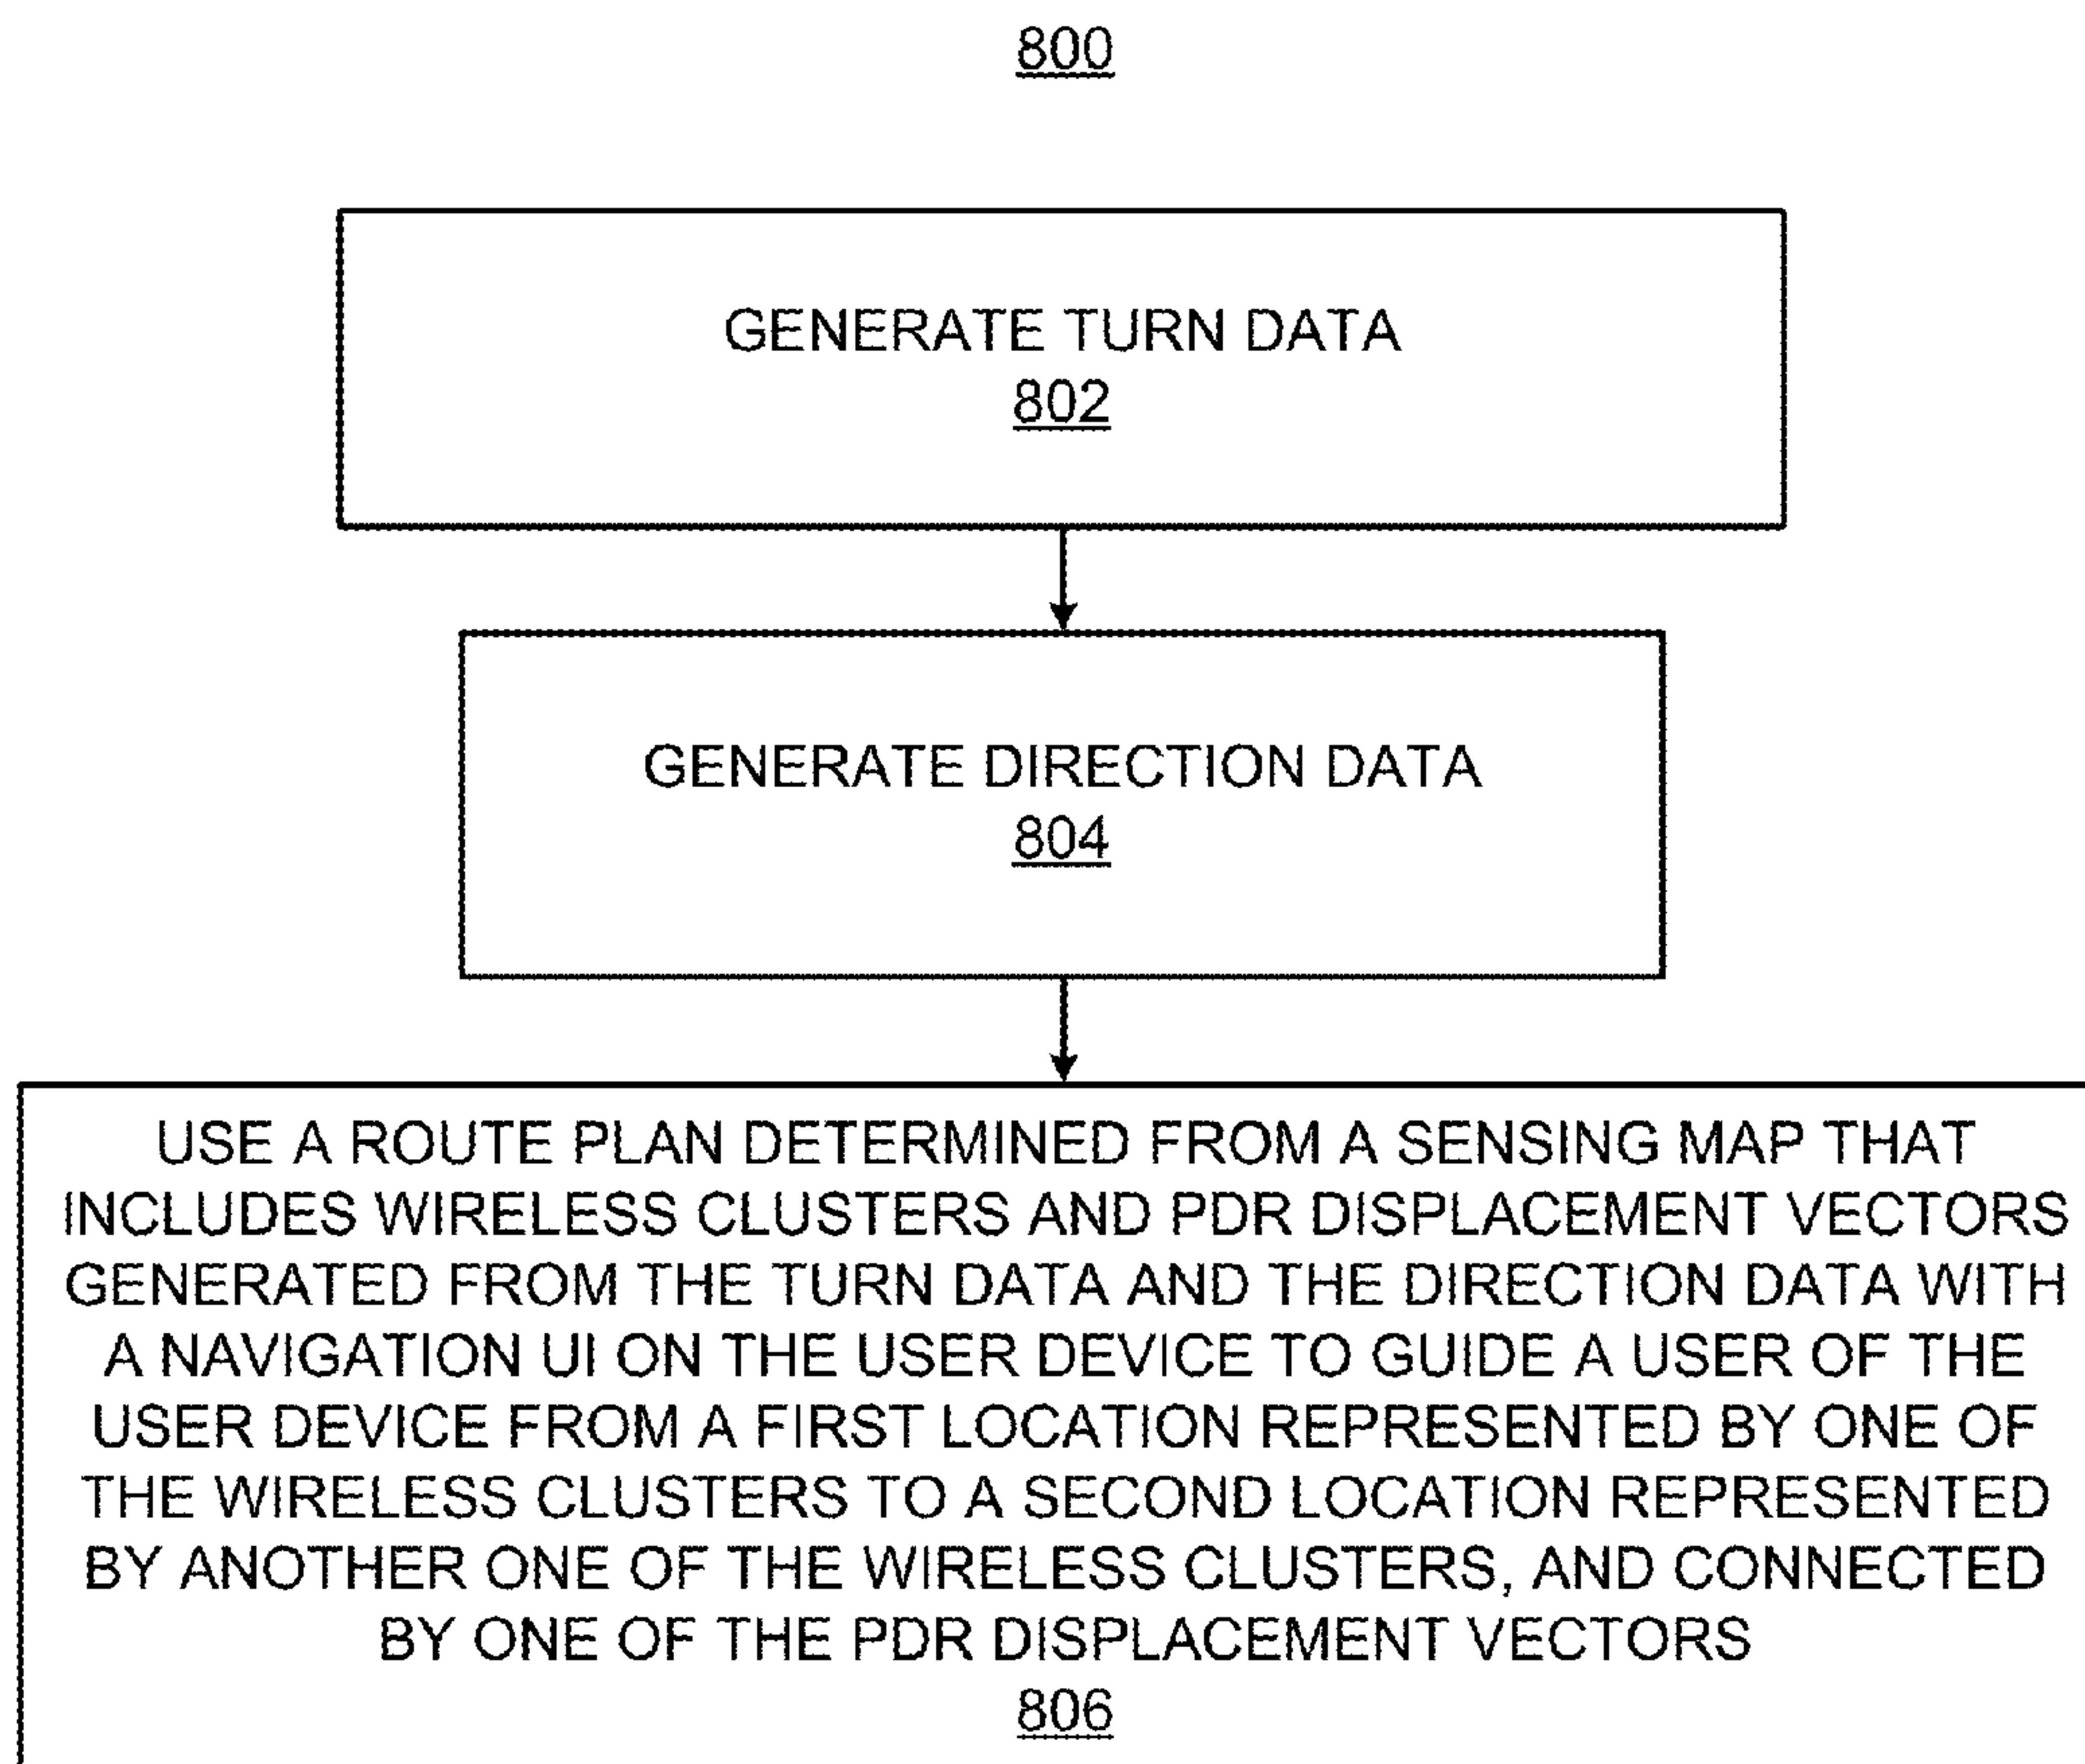 800
GENERATE TURN DATA
802
GENERATE DIRECTION DATA
804
USE A ROUTE PLAN DETERMINED FROM A SENSING MAP THAT
INCLUDES WIRELESS CLUSTERS AND PDR DISPLACEMENT VECTORS
GENERATED FROM THE TURN DATA AND THE DIRECTION DATA WITH
A NAVIGATION UI ON THE USER DEVICE TO GUIDE A USER OF THE
USER DEVICE FROM A FIRST LOCATION REPRESENTED BY ONE OF
THE WIRELESS CLUSTERS TO A SECOND LOCATION REPRESENTED
BY ANOTHER ONE OF THE WIRELESS CLUSTERS, AND CONNECTED
BY ONE OF THE PDR DISPLACEMENT VECTORS
806